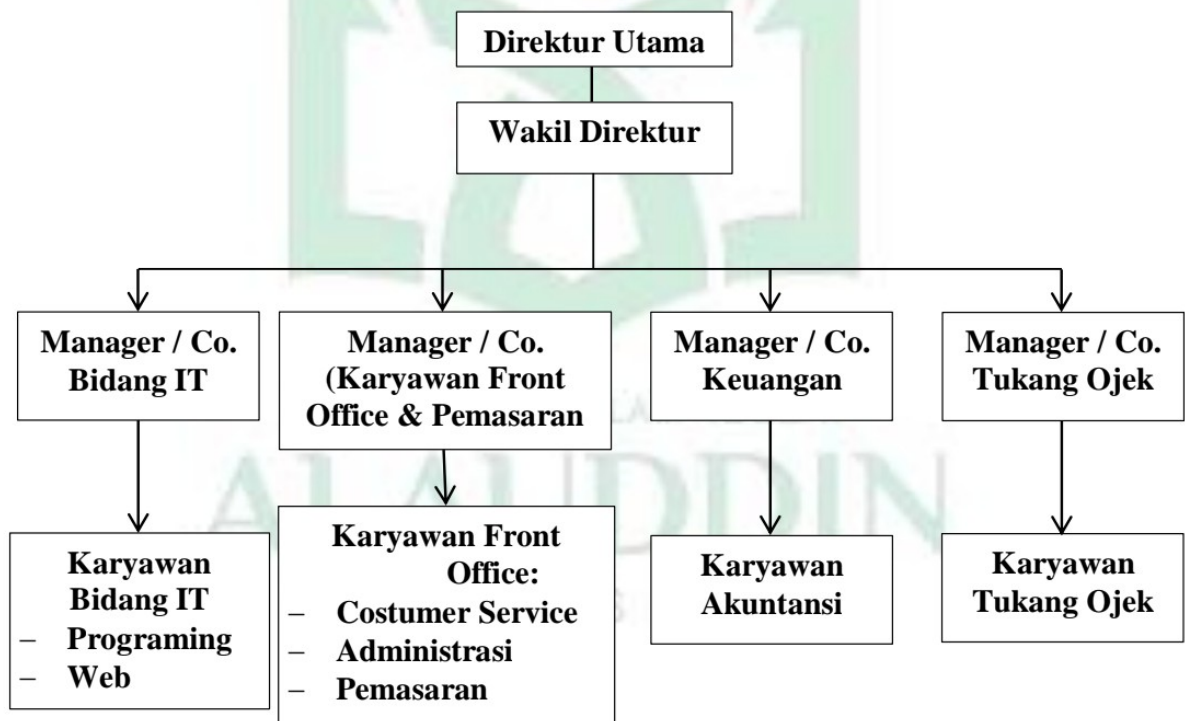 Direktur Utama
Wakil Direktur
Manager / Co.
Bidang IT
Manager / Co.
(Karyawan Front
Office & Pemasaran
Manager / Co.
Keuangan
Manager / Co.
Tukang Ojek
Karyawan
Bidang IT
– Programing
– Web
Karyawan Front
Office:
– Costumer Service
– Administrasi
– Pemasaran
Karyawan
Akuntansi
Karyawan
Tukang Ojek
ALAUDDIN